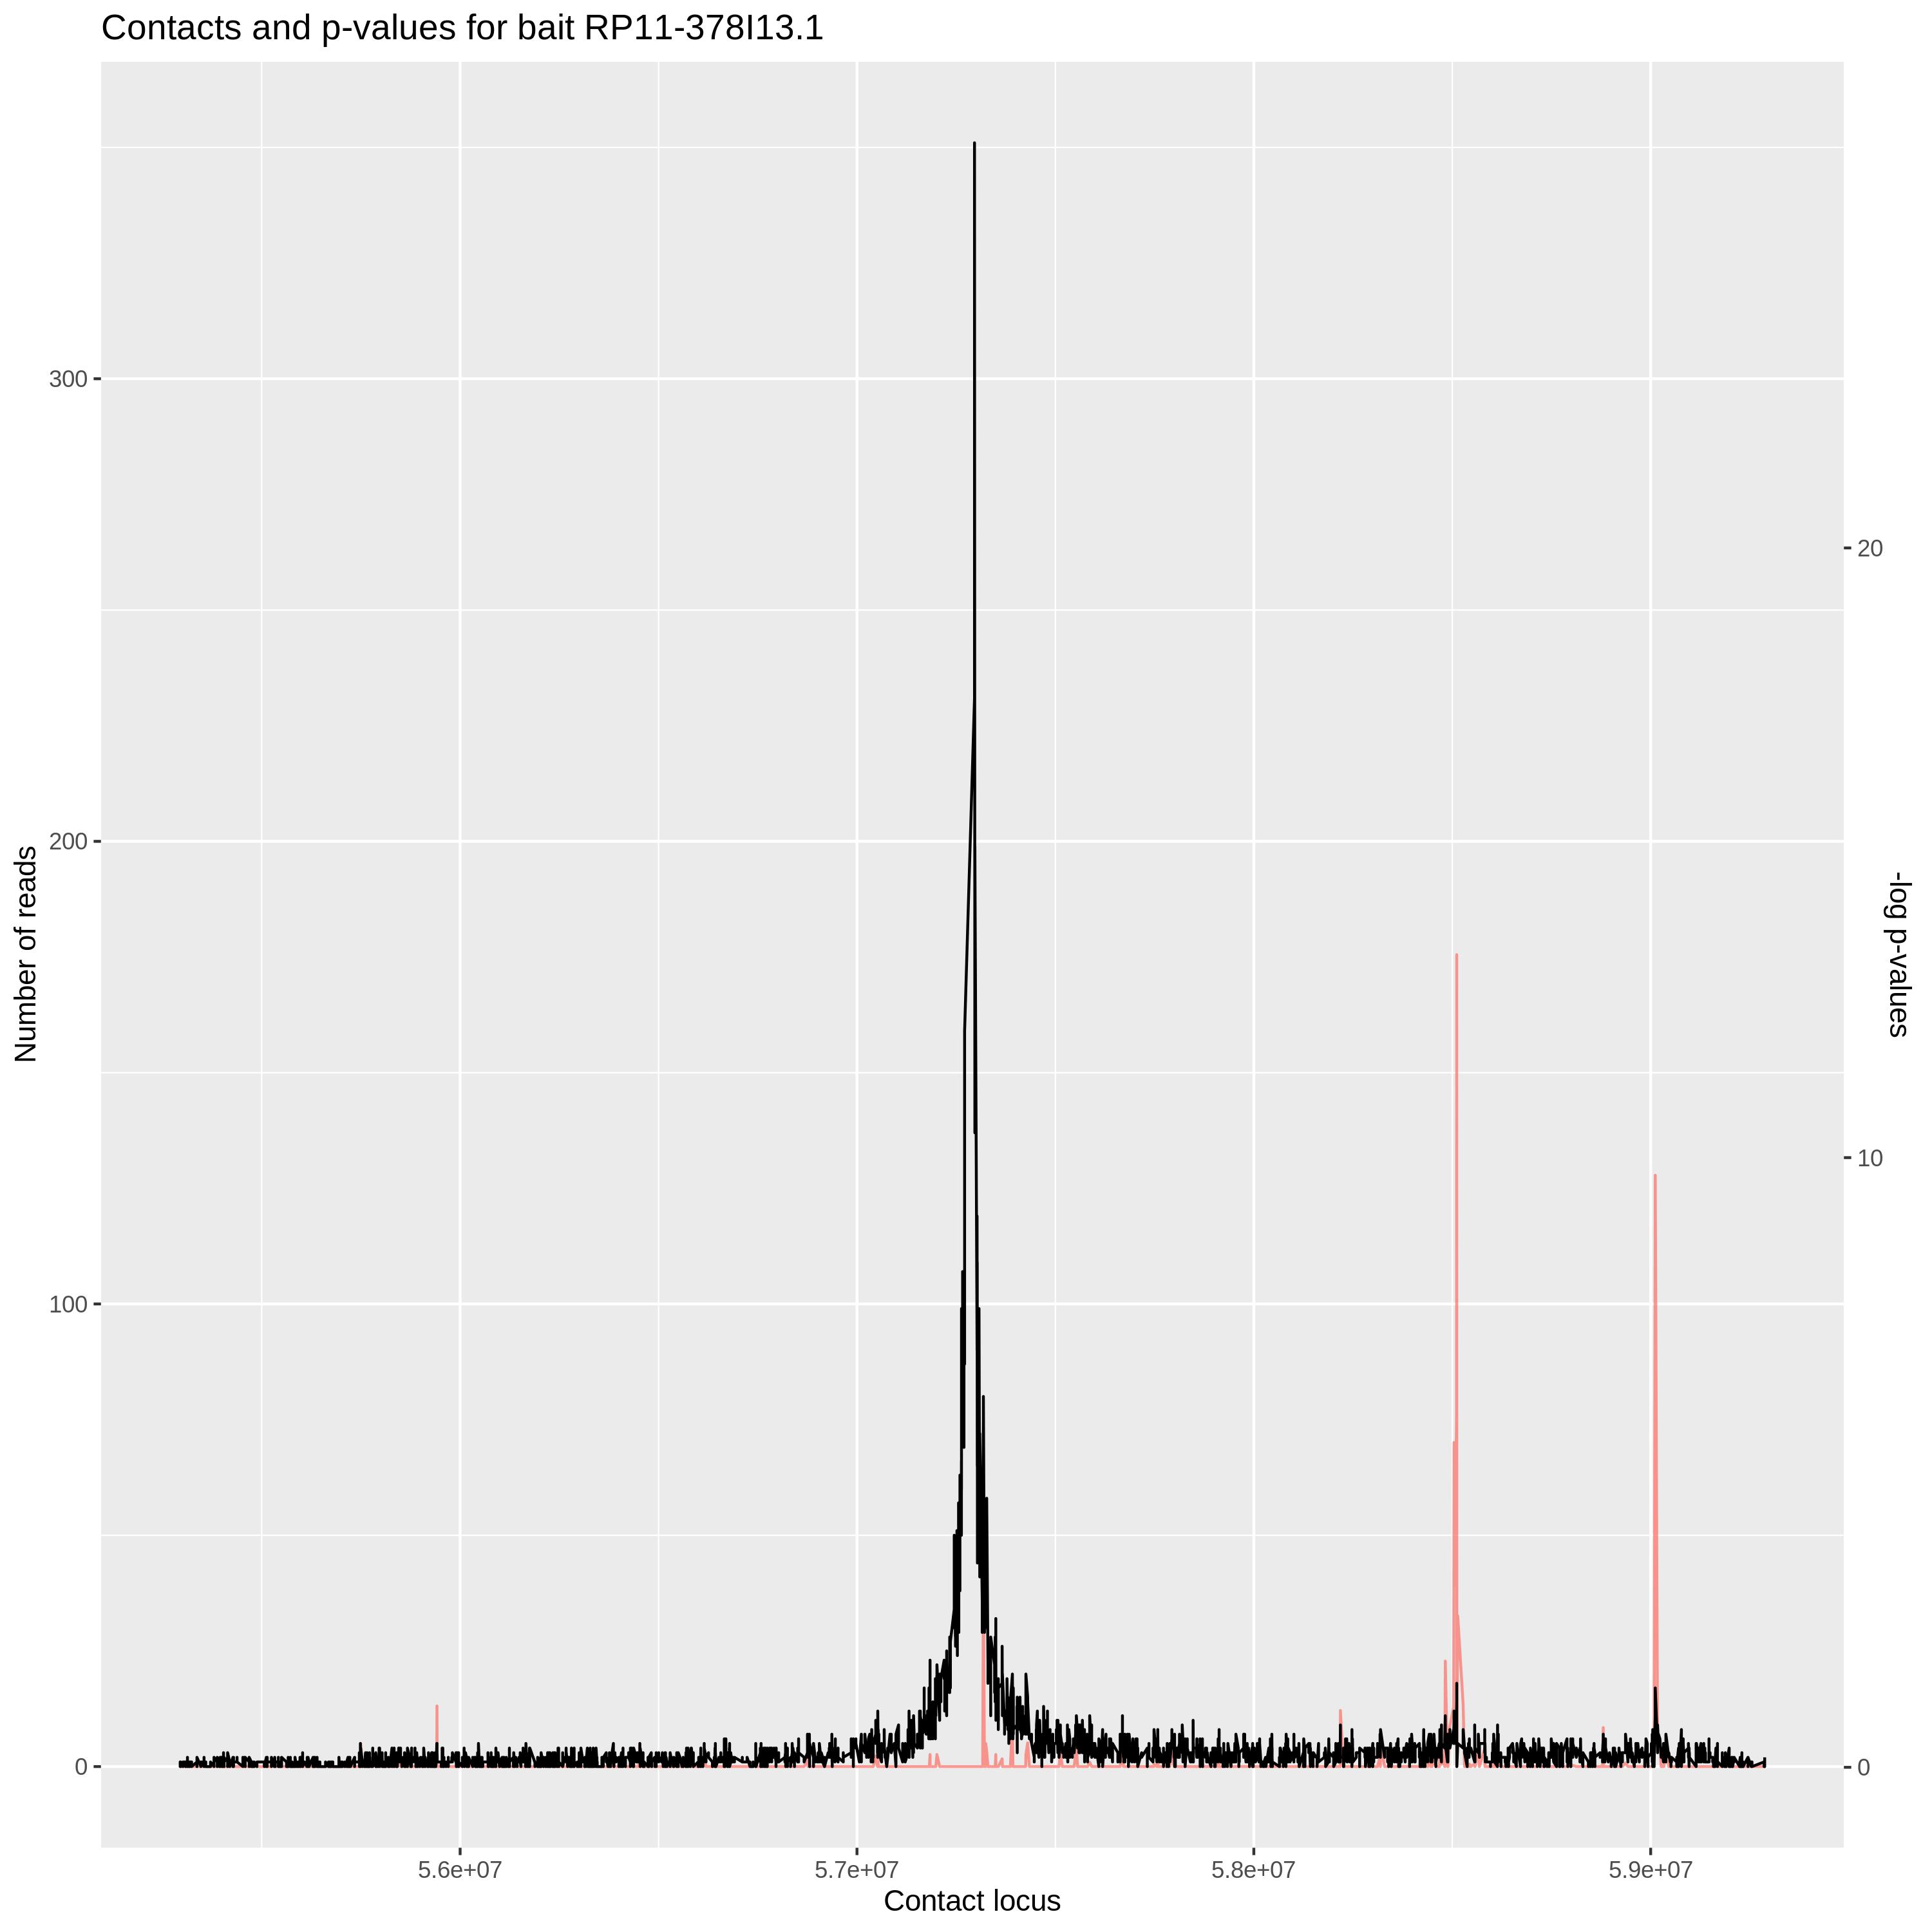 Contacts and p-values for bait RP11-378I13.1
300
200
100
0
Number of reads
20
10
0
-log p-values
5.6e+07
5.7e+07
5.8e+07
5.9e+07
Contact locus